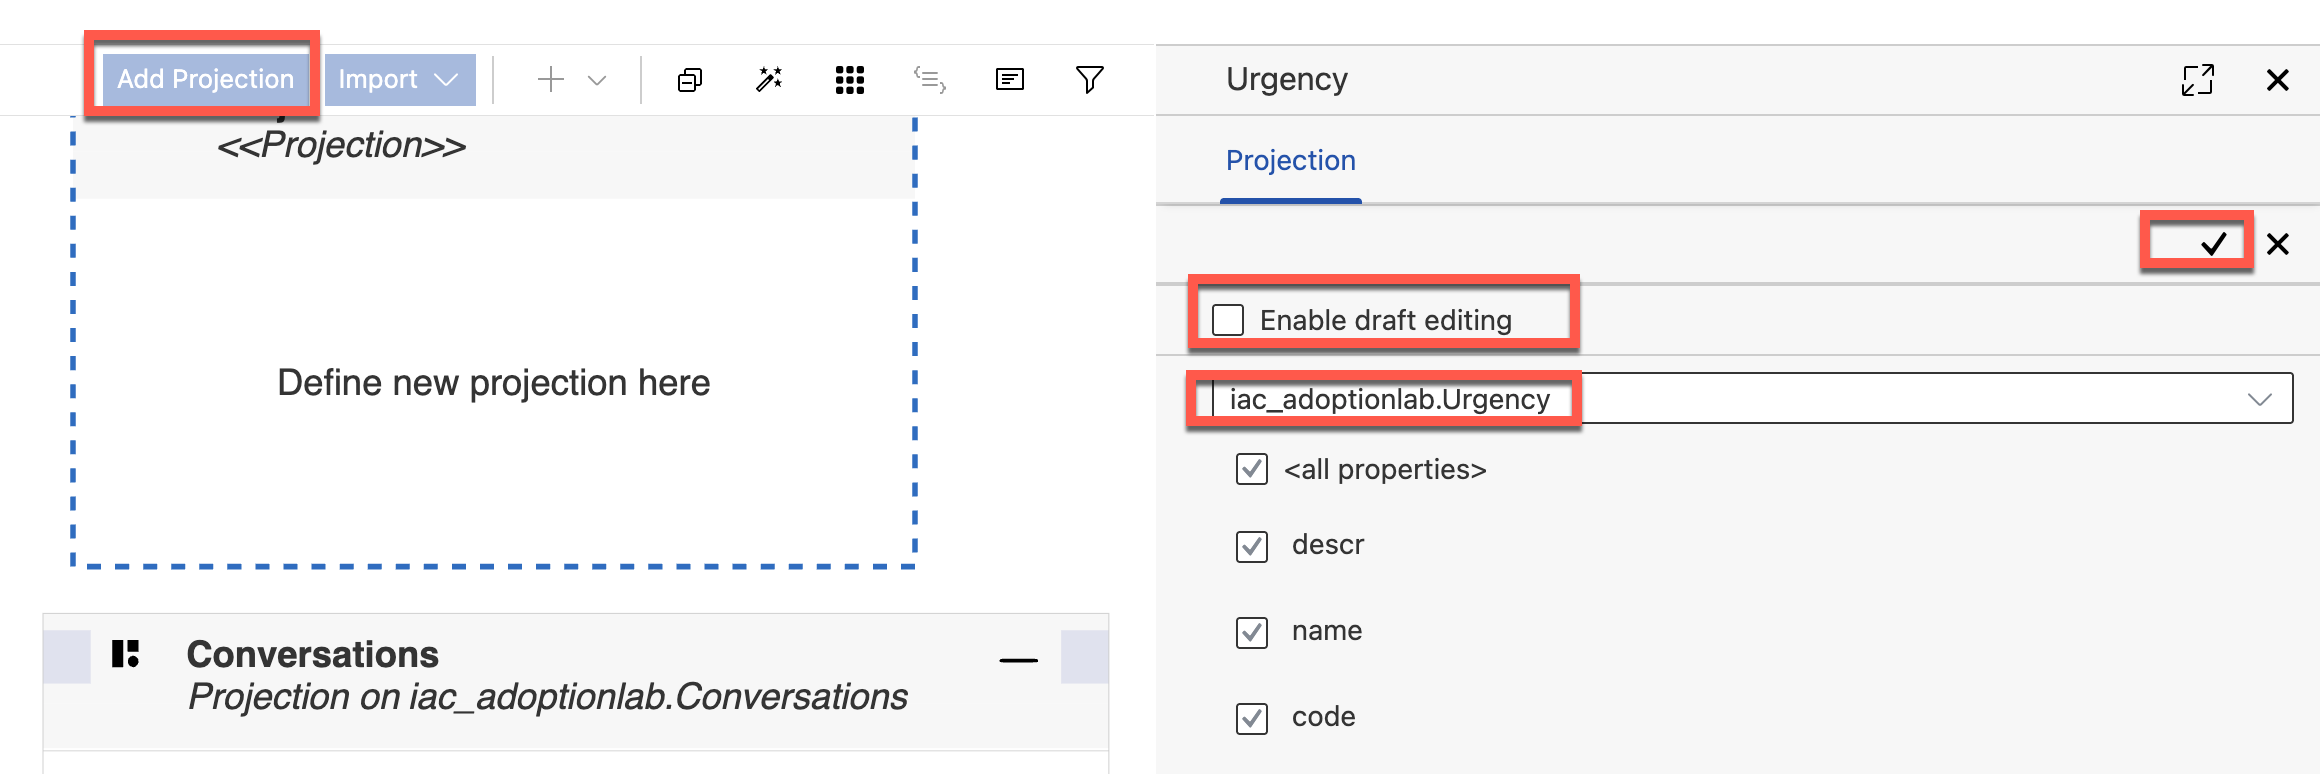 Add Projection
Import
<<Projection>>
Define new projection here
Conversations
Projection on iac_adoptionlab.Conversations
Urgency
Projection
Enable draft editing
iac_adoptionlab.Urgency
<all properties>
descr
name
code